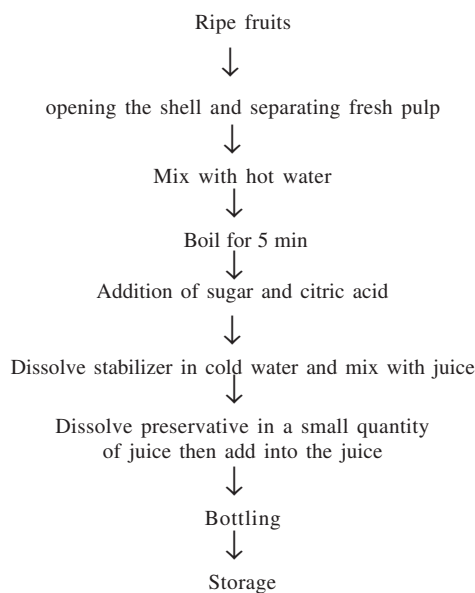 Ripe fruits
opening the shell and separating fresh pulp
Mix with hot water
Boil for 5 min
Addition of sugar and citric acid
Dissolve stabilizer in cold water and mix with juice
Dissolve preservative in a small quantity
of juice then add into the juice
Bottling
Storage